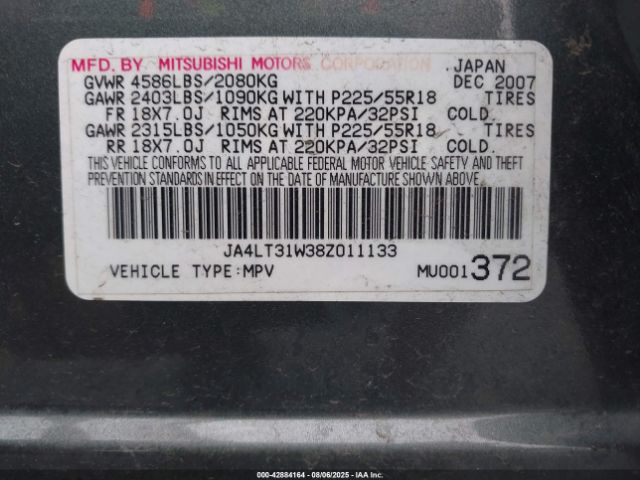 MFD. BY MITSUBISHI MOTORS CORPORATION JAPAN
GVWR 4586LBS/2080KG DEC 2007
GAWR 2403LBS/1090KG WITH P225/55R18 TIRES
FR 18X7.0J RIMS AT 220KPA/32PSI COLD.
GAWR 2315LBS/1050KG WITH P225/55R18 TIRES
RR 18X7.0J RIMS AT 220KPA/32PSI COLD.
THIS VEHICLE CONFORMS TO ALL APPLICABLE FEDERAL MOTOR VEHICLE SAFETY AND THEFT
PREVENTION STANDARDS IN EFFECT ON THE DATE OF MANUFACTURE SHOWN ABOVE.
JA4LT31W38Z011133
VEHICLE TYPE:MPV MU001372
000-42884164 - 08/06/2025 - IAAI.com